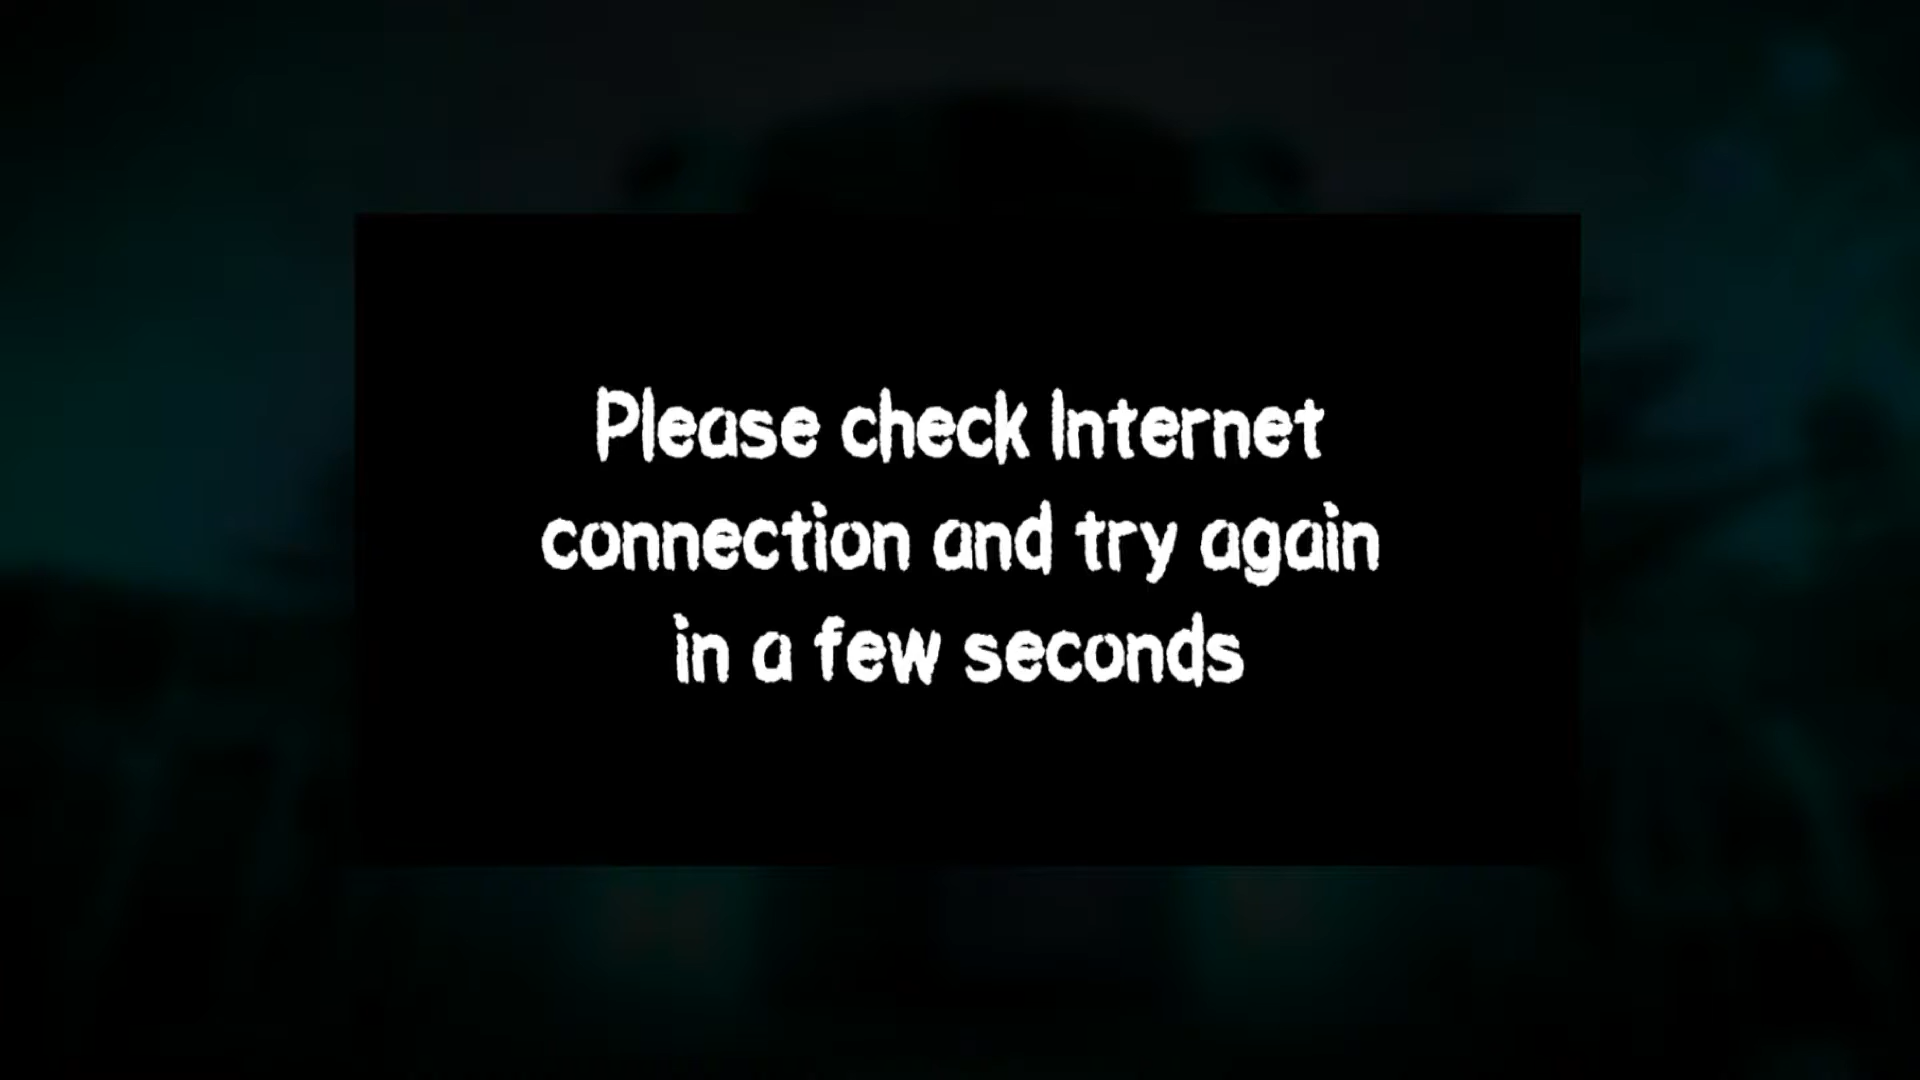 Please check Internet
connection and try again
in a few seconds